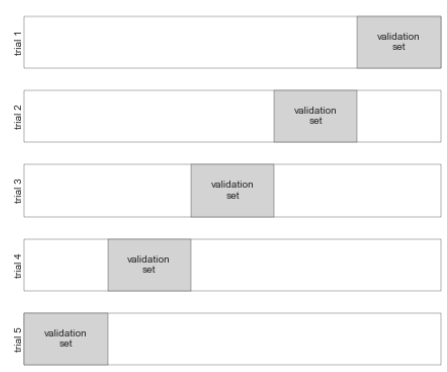 trial 1
validation
set
trial 2
validation
set
trial 3
validation
set
trial 4
validation
set
trial 5
validation
set